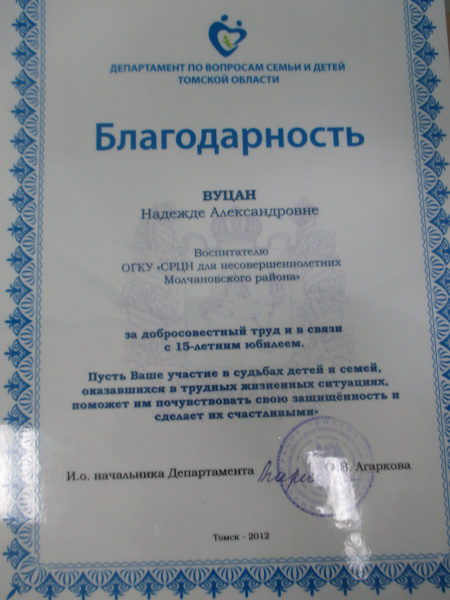 ДЕПАРТАМЕНТ ПО ВОПРОСАМ СЕМЬИ И ДЕТЕЙ
ТОМСКОЙ ОБЛАСТИ
Благодарность
ВУЦАН
Надежде Александровне
Воспитателю
ОГКУ «СРЦН для несовершеннолетних
Молчановского района»
за добросовестный труд и в связи
с 15-летним юбилеем.
Пусть Ваше участие в судьбах детей и семей,
оказавшихся в трудных жизненных ситуациях,
поможет им почувствовать свою защищённость и
сделает их счастливыми»
И.о. начальника Департамента О.В. Агаркова
Томск - 2012